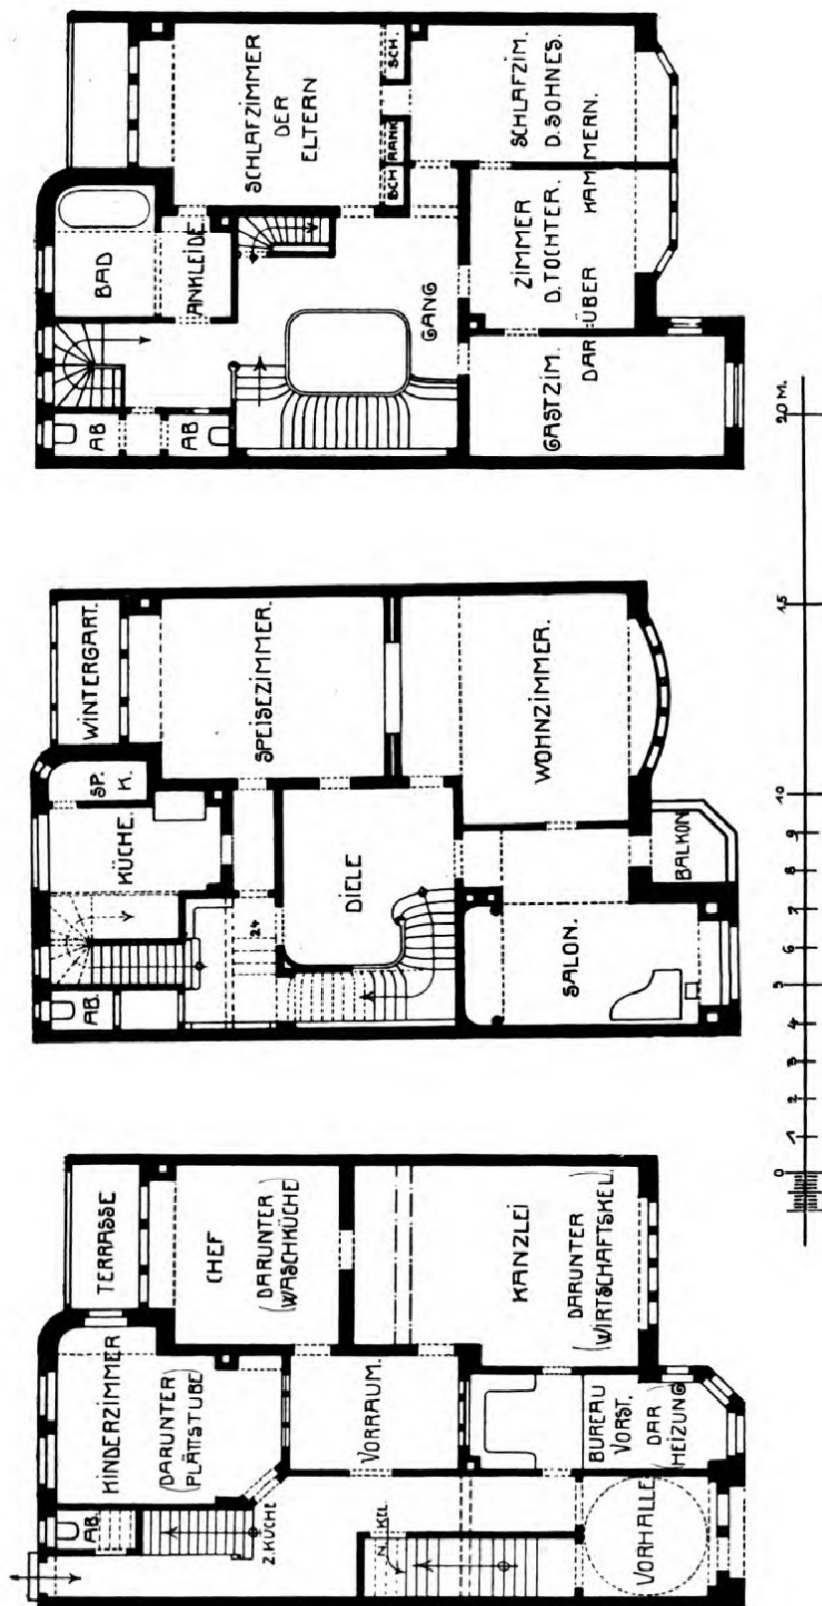 SCHLAFZIMMER
DER
ELTERN
SCH.
SCHRANK
SCHLAFZIM.
D. SOHNES.
BAD
ANKLEIDE
GANG
ZIMMER
D. TOCHTER.
DARÜBER KAMMERN.
GASTZIM.
AB
AB
WINTERGART.
SPEISEZIMMER.
WOHNZIMMER.
SP.
K.
KÜCHE.
DIELE
BALKON
24
SALON.
AB.
TERRASSE
CHEF
(DARUNTER
WASCHKÜCHE)
KANZLEI
(DARUNTER
WIRTSCHAFTSKEL.)
KINDERZIMMER
(DARUNTER
PLÄTTSTUBE)
VORRAUM.
BUREAU
VORST.
(DAR
HEIZUNG)
AB.
Z. KÜCHE
N. KEL.
VORHALLE
0 1 2 3 4 5 6 7 8 9 10 15 20 M.